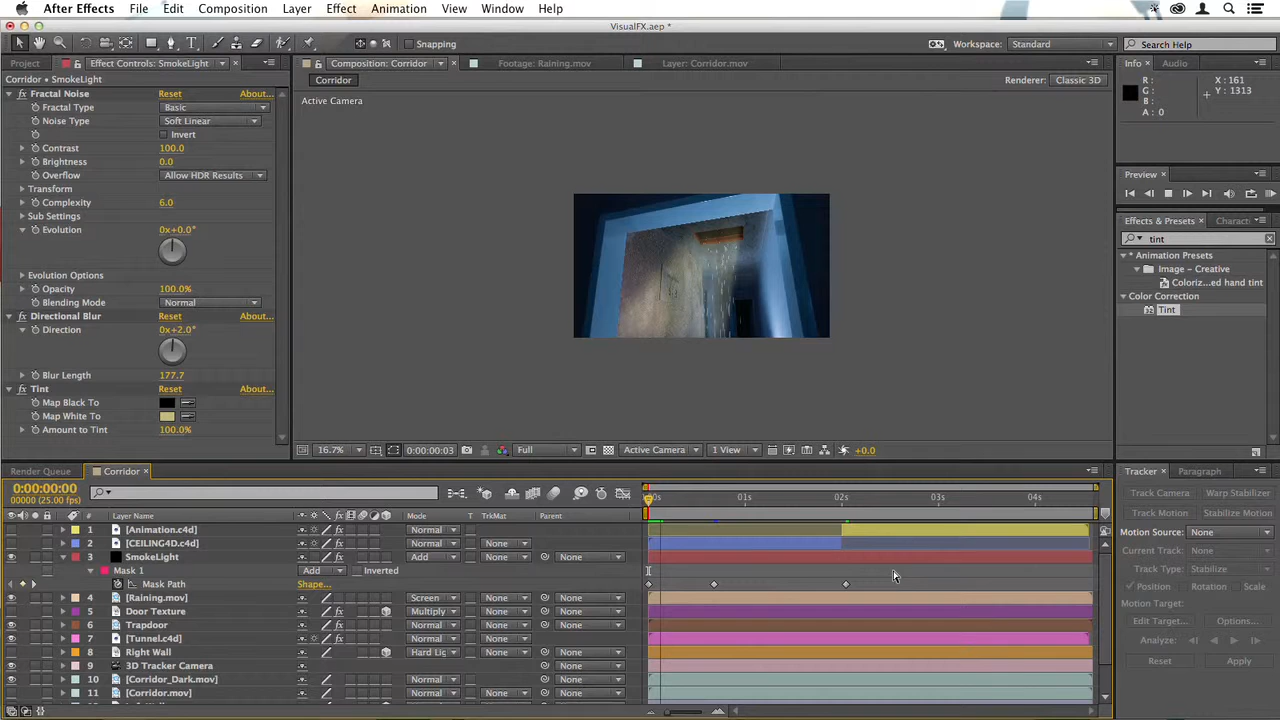 After Effects File Edit Composition Layer Effect Animation View Window Help
VisualFX.aep *
Snapping Workspace: Standard Search Help
Project Effect Controls: SmokeLight Composition: Corridor Footage: Raining.mov Layer: Corridor.mov Info Audio
Corridor • SmokeLight Corridor Renderer: Classic 3D
Active Camera
R: X: 161
G: Y: 1313
B:
A: 0
Fractal Noise Reset About...
Fractal Type Basic
Noise Type Soft Linear
Invert
Contrast 100.0
Brightness 0.0
Overflow Allow HDR Results
Transform
Complexity 6.0
Sub Settings
Evolution 0x+0.0°
Evolution Options
Opacity 100.0%
Blending Mode Normal
Directional Blur Reset About...
Direction 0x+2.0°
Blur Length 177.7
Tint Reset About...
Map Black To
Map White To
Amount to Tint 100.0%
Preview
Effects & Presets Charact
tint
* Animation Presets
Image – Creative
Coloriz...ed hand tint
Color Correction
Tint
16.7% 0:00:00:03 Full Active Camera 1 View +0.0
Render Queue Corridor
0:00:00:00
00000 (25.00 fps)
# Layer Name Mode T TrkMat Parent
0s 01s 02s 03s 04s
1 [Animation.c4d] Normal None
2 [CEILING4D.c4d] Normal None None
3 SmokeLight Add None None
Mask 1 Add Inverted
Mask Path Shape...
4 [Raining.mov] Screen None None
5 Door Texture Multiply None None
6 Trapdoor Normal None None
7 [Tunnel.c4d] Normal None None
8 Right Wall Hard Lig None None
9 3D Tracker Camera None
10 [Corridor_Dark.mov] Normal None None
11 [Corridor.mov] Normal None None
Tracker Paragraph
Track Camera Warp Stabilizer
Track Motion Stabilize Motion
Motion Source: None
Current Track: None
Track Type: Stabilize
Position Rotation Scale
Motion Target:
Edit Target... Options...
Analyze:
Reset Apply